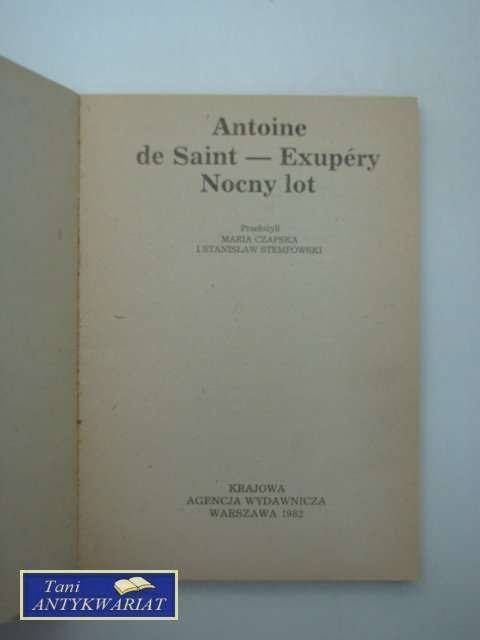 Antoine
de Saint — Exupéry
Nocny lot
Przełożyli
MARIA CZAPSKA
I STANISŁAW STEMPOWSKI
KRAJOWA
AGENCJA WYDAWNICZA
WARSZAWA 1982
Tani
ANTYKWARIAT